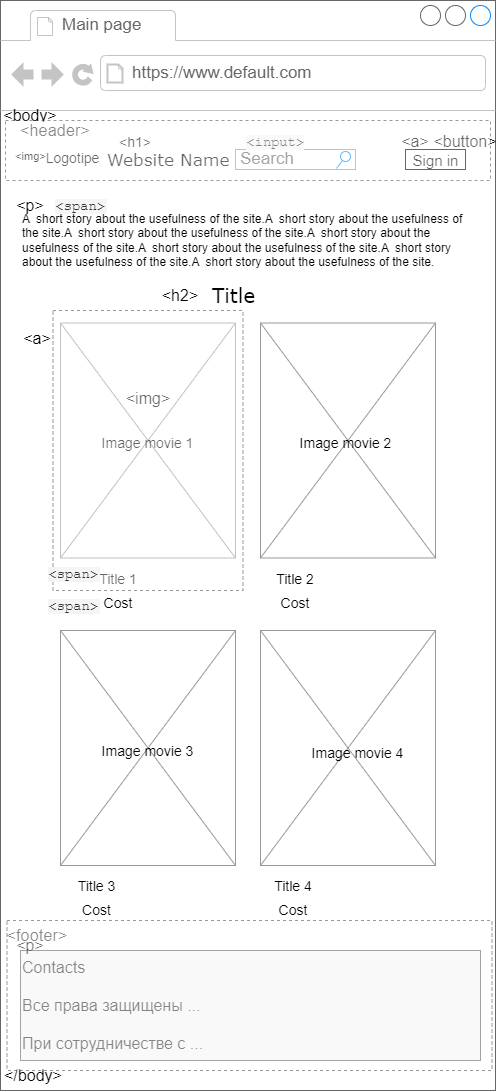 Main page
https://www.default.com
<body>
<header>
<h1> <input> <a> <button>
<img>Logotipe Website Name Search Sign in
<p> <span>
A short story about the usefulness of the site.A short story about the usefulness of
the site.A short story about the usefulness of the site.A short story about the
usefulness of the site.A short story about the usefulness of the site.A short story
about the usefulness of the site.A short story about the usefulness of the site.
<h2> Title
<a>
<img>
Image movie 1 Image movie 2
<span> Title 1 Title 2
<span> Cost Cost
Image movie 3 Image movie 4
Title 3 Title 4
Cost Cost
<footer>
<p>
Contacts
Все права защищены ...
При сотрудничестве с ...
</body>